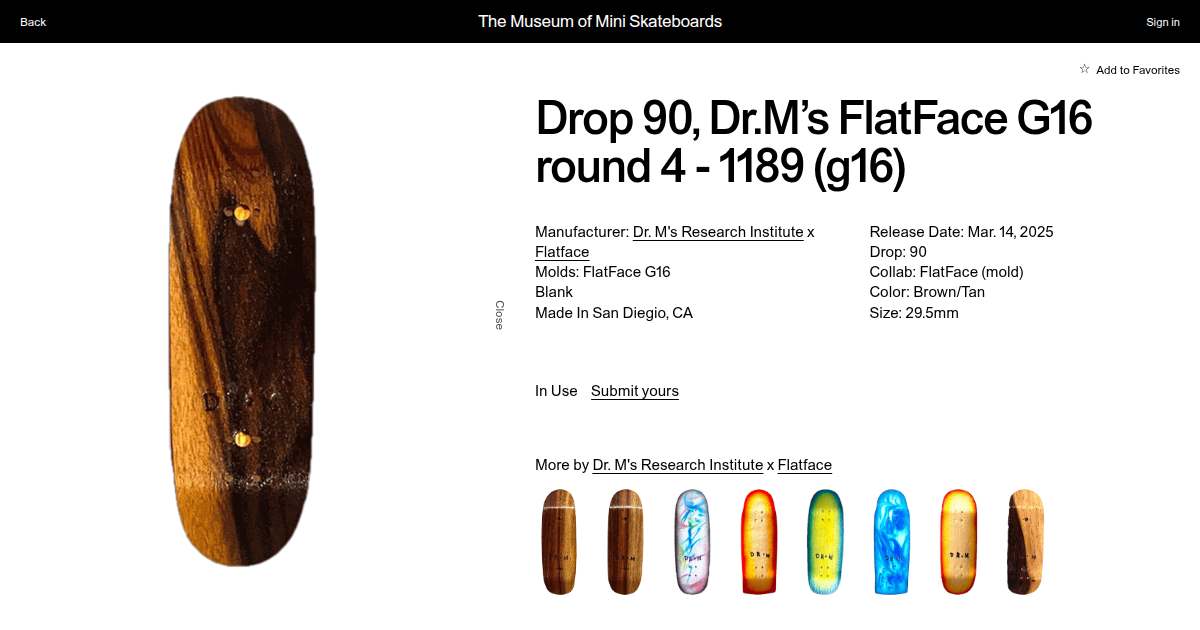 Back
The Museum of Mini Skateboards
Sign in
☆ Add to Favorites
Drop 90, Dr.M’s FlatFace G16
round 4 - 1189 (g16)
Manufacturer: Dr. M's Research Institute x
Flatface
Molds: FlatFace G16
Blank
Made In San Diegio, CA
Release Date: Mar. 14, 2025
Drop: 90
Collab: FlatFace (mold)
Color: Brown/Tan
Size: 29.5mm
Close
In Use Submit yours
More by Dr. M's Research Institute x Flatface